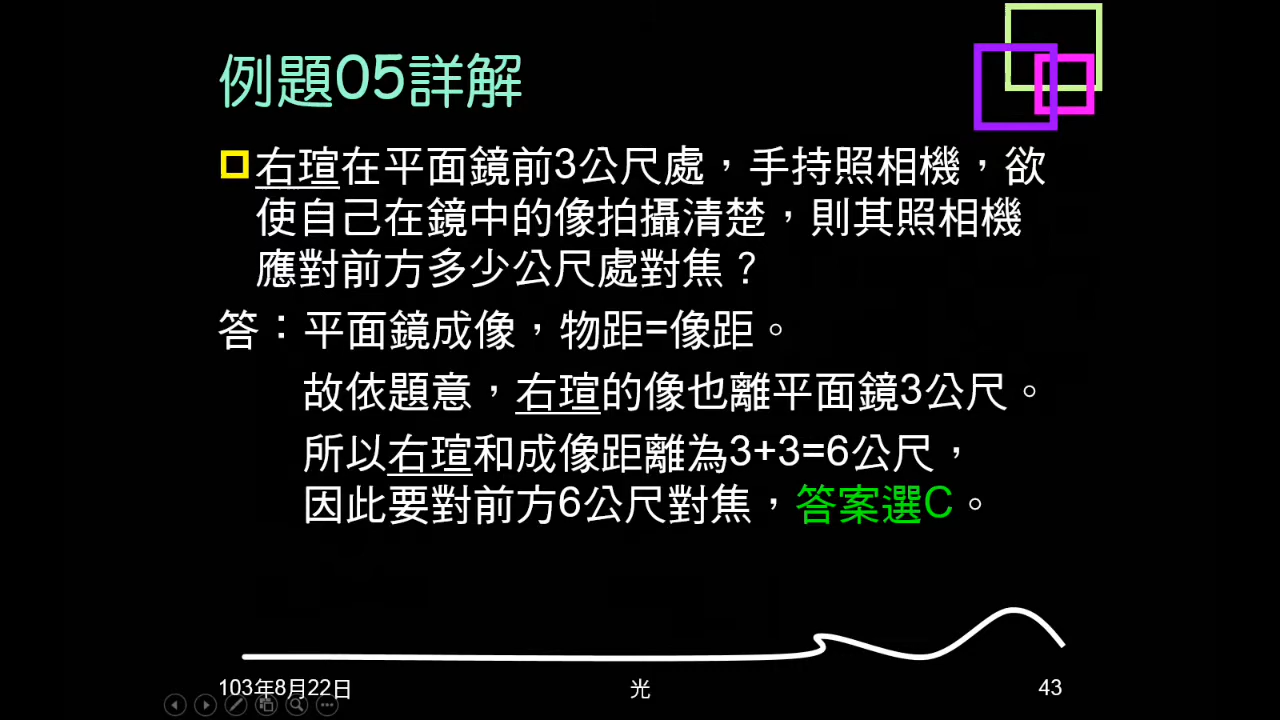 例題05詳解
右瑄在平面鏡前3公尺處，手持照相機，欲
使自己在鏡中的像拍攝清楚，則其照相機
應對前方多少公尺處對焦？
答：平面鏡成像，物距=像距。
故依題意，右瑄的像也離平面鏡3公尺。
所以右瑄和成像距離為3+3=6公尺，
因此要對前方6公尺對焦，答案選C。
103年8月22日
光
43